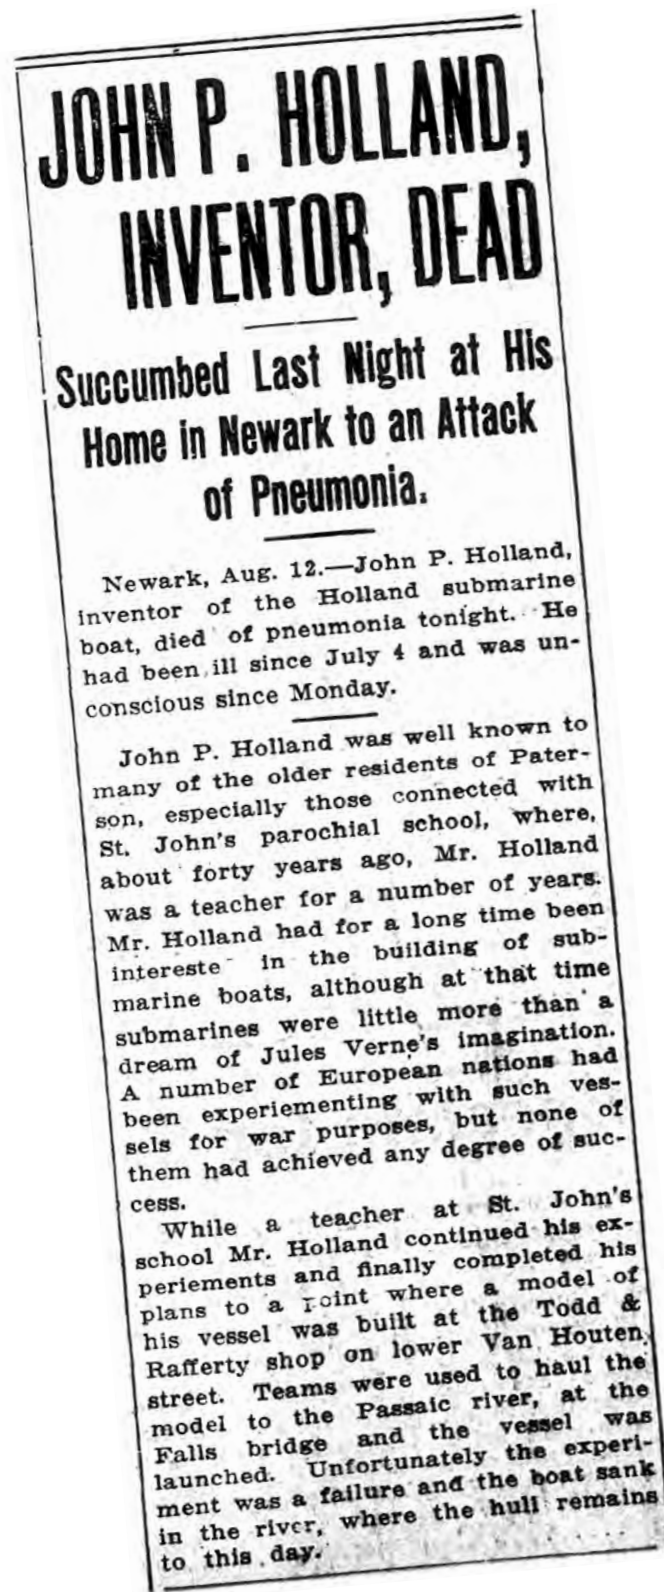 JOHN P. HOLLAND,
INVENTOR, DEAD
Succumbed Last Night at His
Home in Newark to an Attack
of Pneumonia.
Newark, Aug. 12.—John P. Holland,
inventor of the Holland submarine
boat, died of pneumonia tonight. He
had been ill since July 4 and was un-
conscious since Monday.
John P. Holland was well known to
many of the older residents of Pater-
son, especially those connected with
St. John's parochial school, where,
about forty years ago, Mr. Holland
was a teacher for a number of years.
Mr. Holland had for a long time been
intereste in the building of sub-
marine boats, although at that time
submarines were little more than a
dream of Jules Verne's imagination.
A number of European nations had
been experiementing with such ves-
sels for war purposes, but none of
them had achieved any degree of suc-
cess.
While a teacher at St. John's
school Mr. Holland continued his ex-
periements and finally completed his
plans to a point where a model of
his vessel was built at the Todd &
Rafferty shop on lower Van Houten
street. Teams were used to haul the
model to the Passaic river, at the
Falls bridge and the vessel was
launched. Unfortunately the experi-
ment was a failure and the boat sank
in the river, where the hull remains
to this day.